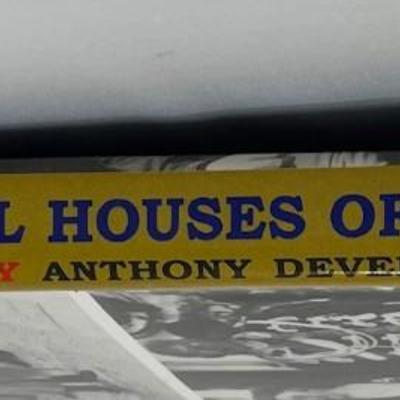 L HOUSES OF
Y ANTHONY DEVE